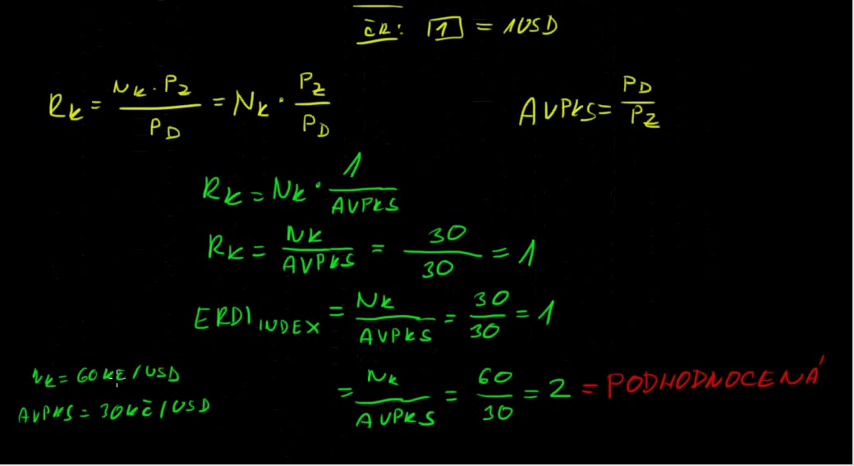 ČR: 1 = 1USD
Rk = Nk · PZ / PD = Nk · PZ / PD
AVPKS = PD / PZ
Rk = Nk · 1 / AVPKS
Rk = Nk / AVPKS = 30 / 30 = 1
ERDI INDEX = Nk / AVPKS = 30 / 30 = 1
Nk = 60 Kč / USD
AVPKS = 30 Kč / USD
= Nk / AVPKS = 60 / 30 = 2 = PODHODNOCENÁ